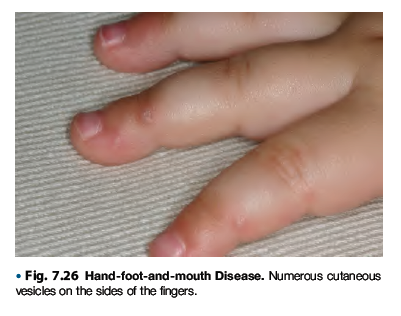 • Fig. 7.26 Hand-foot-and-mouth Disease. Numerous cutaneous
vesicles on the sides of the fingers.